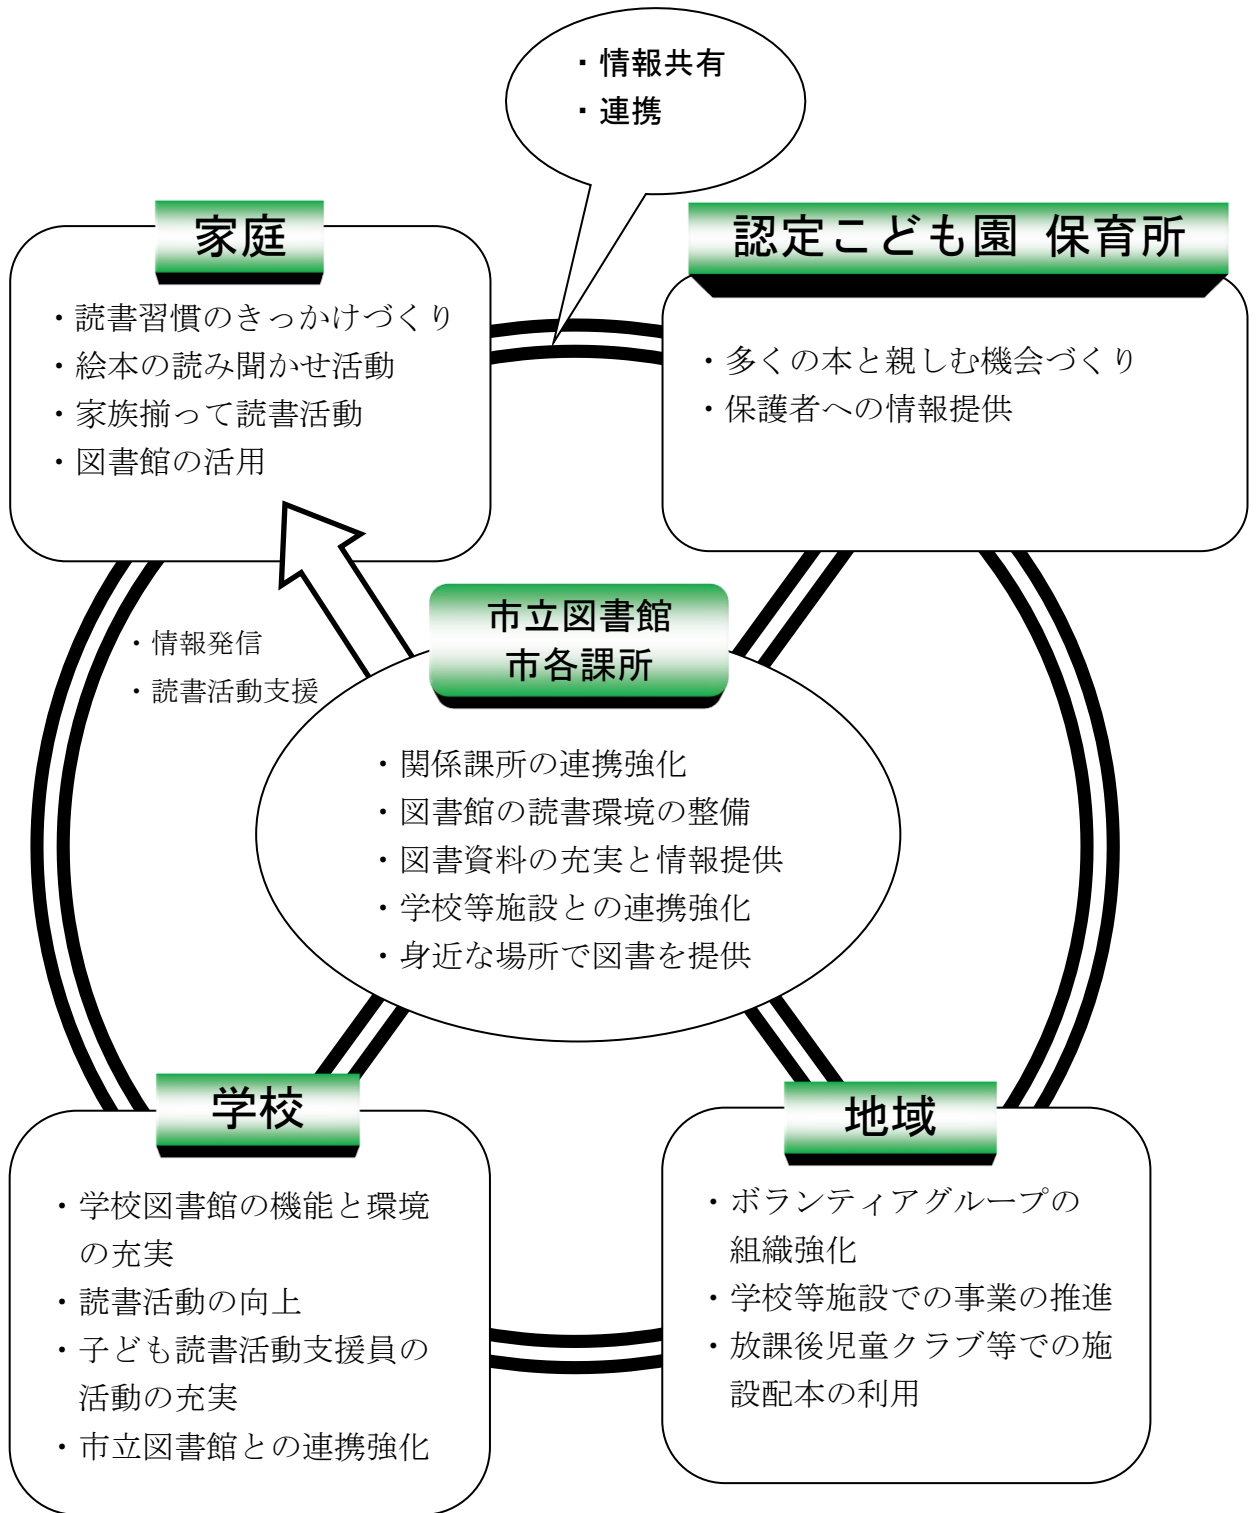 ・情報共有
・連携
家庭
・読書習慣のきっかけづくり
・絵本の読み聞かせ活動
・家族揃って読書活動
・図書館の活用
認定こども園 保育所
・多くの本と親しむ機会づくり
・保護者への情報提供
・情報発信
・読書活動支援
市立図書館
市各課所
・関係課所の連携強化
・図書館の読書環境の整備
・図書資料の充実と情報提供
・学校等施設との連携強化
・身近な場所で図書を提供
学校
・学校図書館の機能と環境
の充実
・読書活動の向上
・子ども読書活動支援員の
活動の充実
・市立図書館との連携強化
地域
・ボランティアグループの
組織強化
・学校等施設での事業の推進
・放課後児童クラブ等での施
設配本の利用